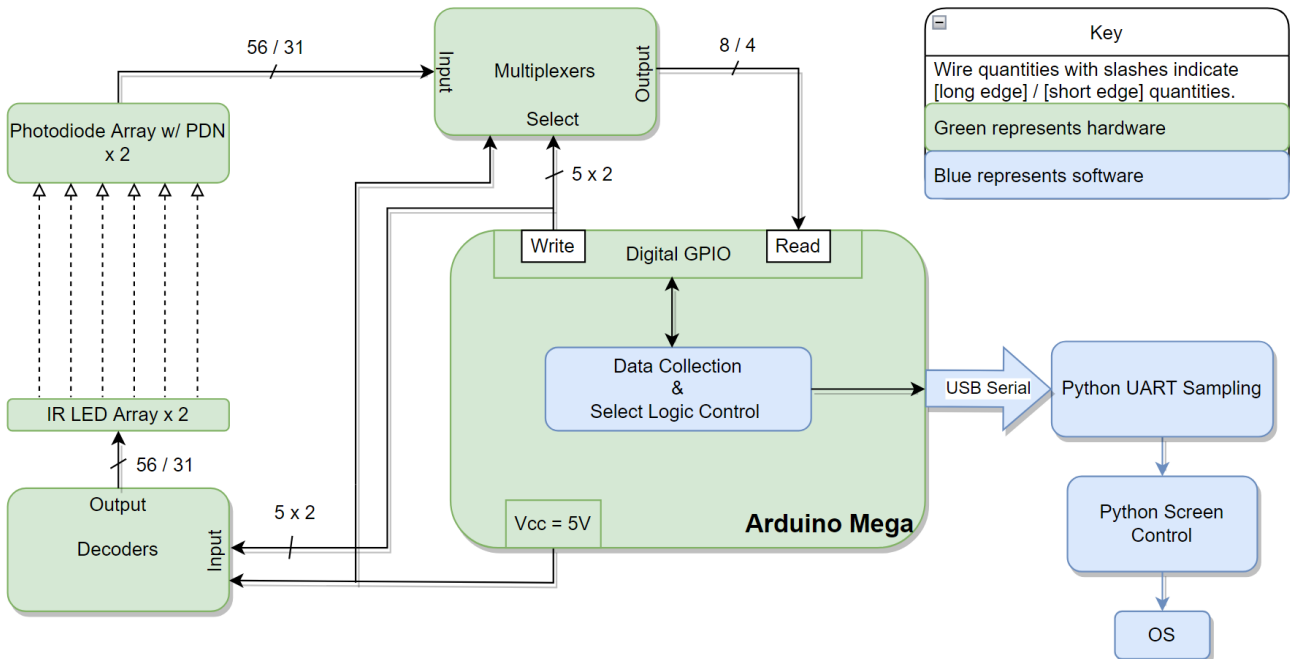 56 / 31
Input
Multiplexers
Output
Select
8 / 4
Key
Wire quantities with slashes indicate
[long edge] / [short edge] quantities.
Green represents hardware
Blue represents software
Photodiode Array w/ PDN
x 2
5 x 2
Write
Digital GPIO
Read
Data Collection
&
Select Logic Control
USB Serial
Python UART Sampling
IR LED Array x 2
56 / 31
Output
Decoders
Input
5 x 2
Vcc = 5V
Arduino Mega
Python Screen
Control
OS